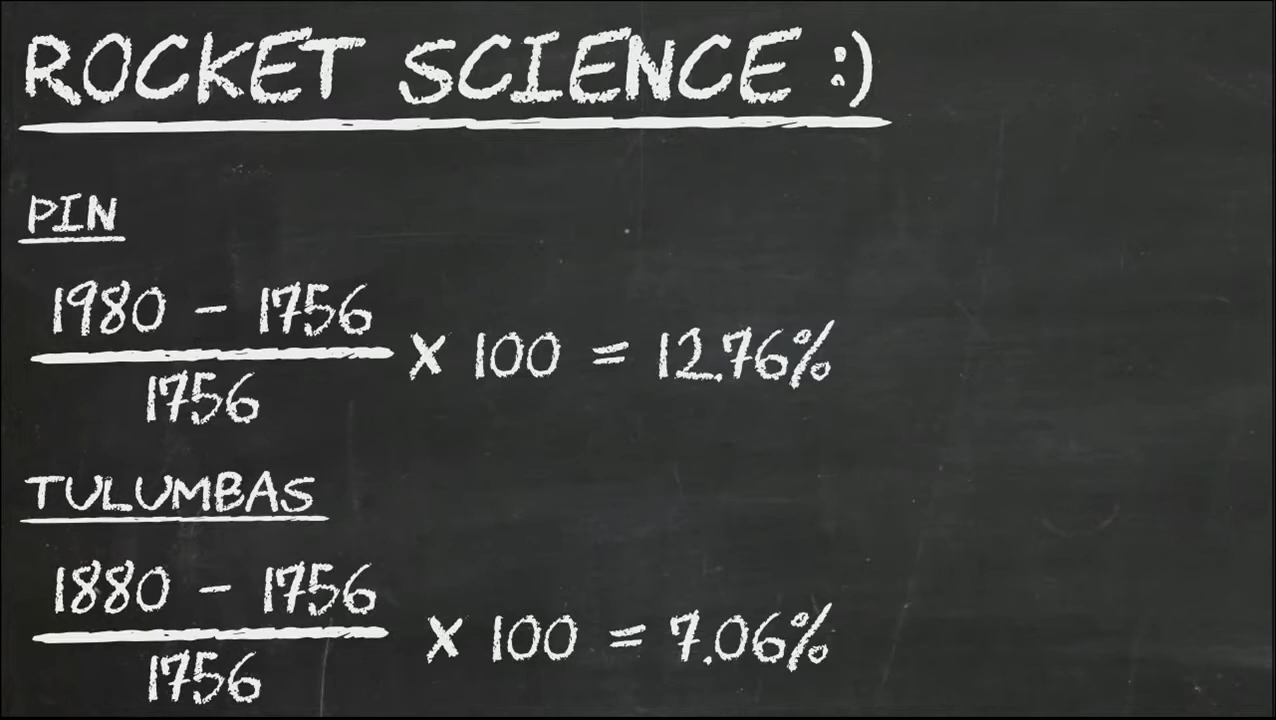 ROCKET SCIENCE :)
PIN
1980 - 1756
1756
x 100 = 12.76%
TULUMBAS
1880 - 1756
1756
x 100 = 7.06%